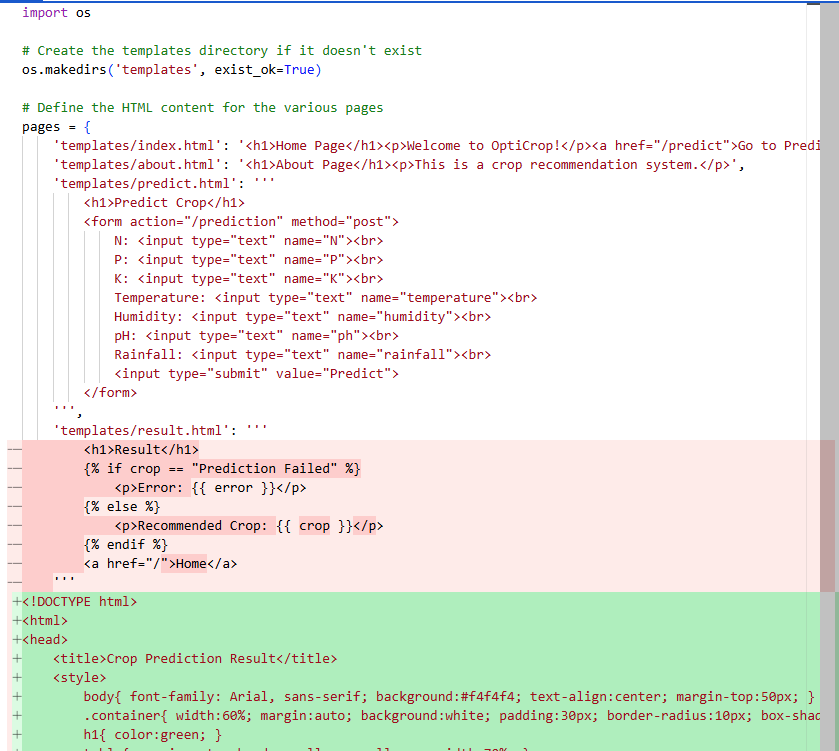 import os
# Create the templates directory if it doesn't exist
os.makedirs('templates', exist_ok=True)
# Define the HTML content for the various pages
pages = {
'templates/index.html': '<h1>Home Page</h1><p>Welcome to OptiCrop!</p><a href="/predict">Go to Predi
'templates/about.html': '<h1>About Page</h1><p>This is a crop recommendation system.</p>',
'templates/predict.html': '''
<h1>Predict Crop</h1>
<form action="/prediction" method="post">
N: <input type="text" name="N"><br>
P: <input type="text" name="P"><br>
K: <input type="text" name="K"><br>
Temperature: <input type="text" name="temperature"><br>
Humidity: <input type="text" name="humidity"><br>
pH: <input type="text" name="ph"><br>
Rainfall: <input type="text" name="rainfall"><br>
<input type="submit" value="Predict">
</form>
''',
'templates/result.html': '''
— <h1>Result</h1>
— {% if crop == "Prediction Failed" %}
— <p>Error: {{ error }}</p>
— {% else %}
— <p>Recommended Crop: {{ crop }}</p>
— {% endif %}
— <a href="/">Home</a>
— '''
+<!DOCTYPE html>
+<html>
+<head>
+ <title>Crop Prediction Result</title>
+ <style>
+ body{ font-family: Arial, sans-serif; background:#f4f4f4; text-align:center; margin-top:50px; }
+ .container{ width:60%; margin:auto; background:white; padding:30px; border-radius:10px; box-shad
+ h1{ color:green; }